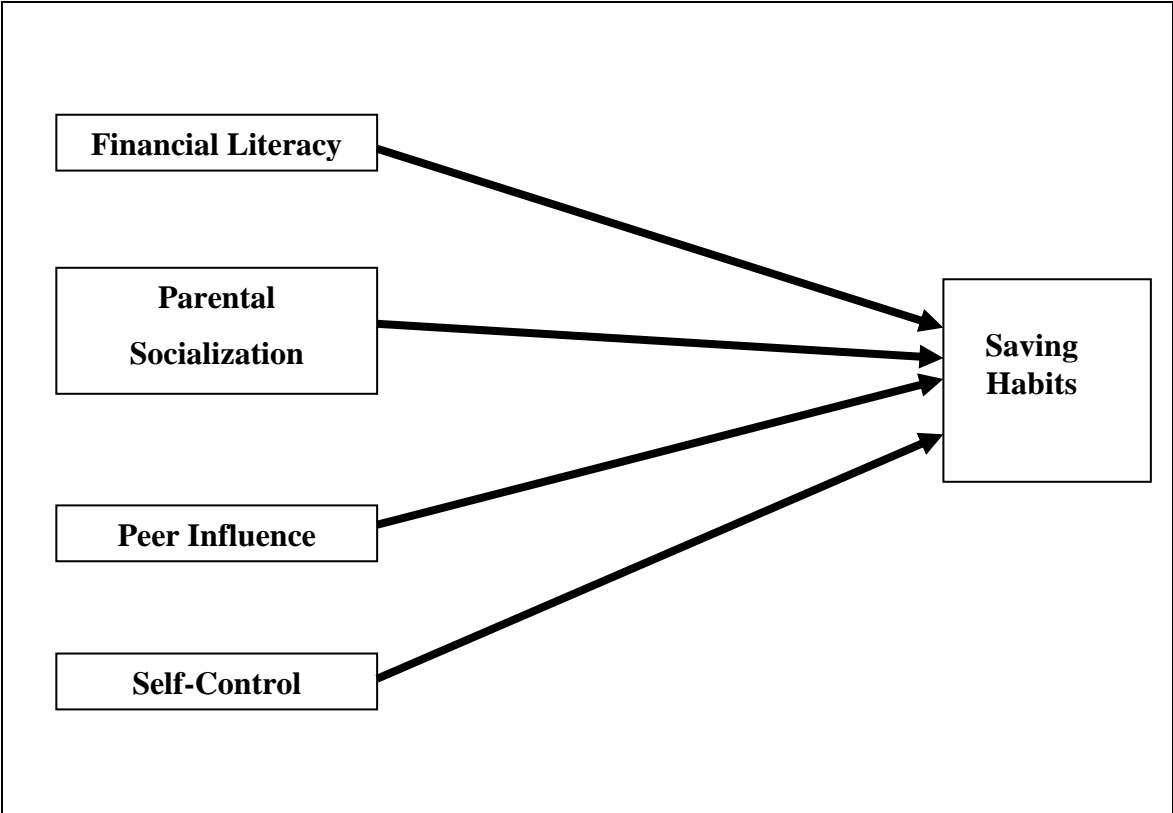 Financial Literacy
Parental
Socialization
Saving
Habits
Peer Influence
Self-Control